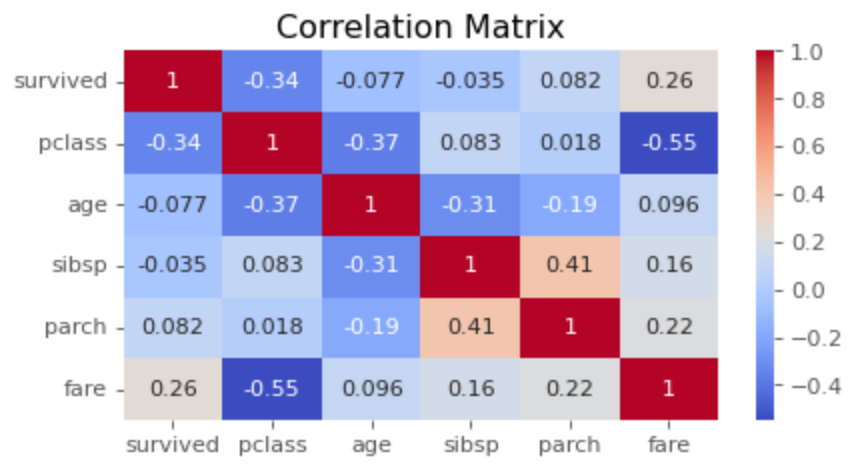 Correlation Matrix
survived 1 -0.34 -0.077 -0.035 0.082 0.26
pclass -0.34 1 -0.37 0.083 0.018 -0.55
age -0.077 -0.37 1 -0.31 -0.19 0.096
sibsp -0.035 0.083 -0.31 1 0.41 0.16
parch 0.082 0.018 -0.19 0.41 1 0.22
fare 0.26 -0.55 0.096 0.16 0.22 1
survived pclass age sibsp parch fare
1.0
0.8
0.6
0.4
0.2
0.0
−0.2
−0.4